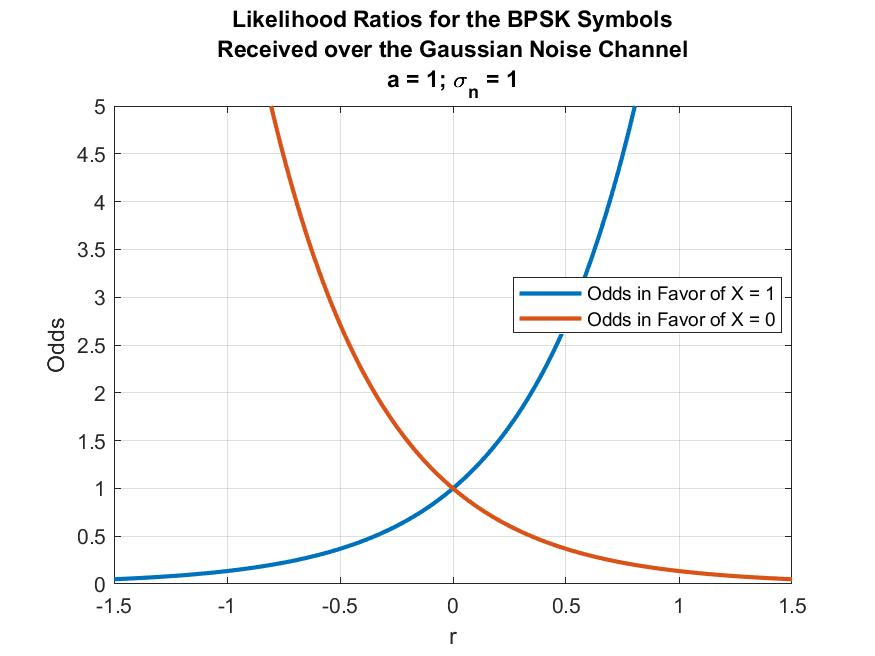 Likelihood Ratios for the BPSK Symbols
Received over the Gaussian Noise Channel
a = 1; σn = 1
5
4.5
4
3.5
3
2.5
2
1.5
1
0.5
0
Odds
Odds in Favor of X = 1
Odds in Favor of X = 0
-1.5
-1
-0.5
0
0.5
1
1.5
r